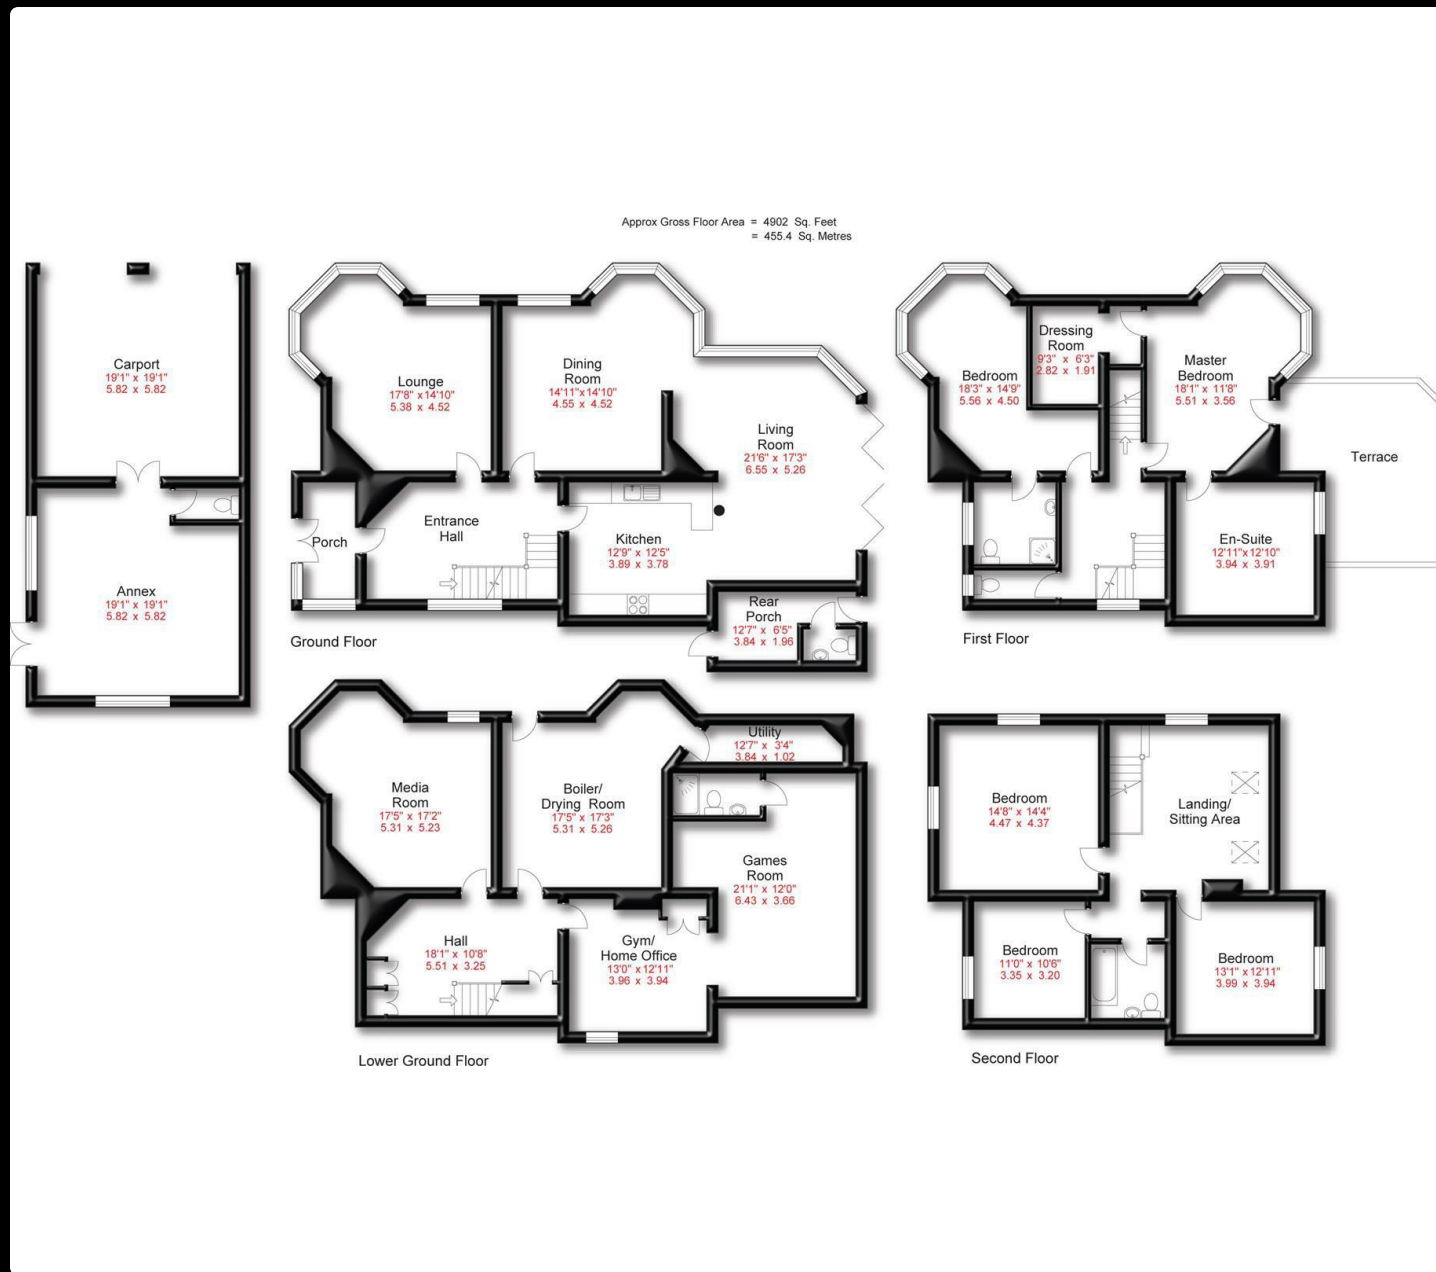 Approx Gross Floor Area = 4902 Sq. Feet
= 455.4 Sq. Metres
Carport
19'1" x 19'1"
5.82 x 5.82
Annex
19'1" x 19'1"
5.82 x 5.82
Lounge
17'8" x 14'10"
5.38 x 4.52
Dining
Room
14'11" x 14'10"
4.55 x 4.52
Living
Room
21'6" x 17'3"
6.55 x 5.26
Porch
Entrance
Hall
Kitchen
12'9" x 12'5"
3.89 x 3.78
Rear
Porch
12'7" x 6'5"
3.84 x 1.96
Ground Floor
Bedroom
18'3" x 14'9"
5.56 x 4.50
Dressing
Room
9'3" x 6'3"
2.82 x 1.91
Master
Bedroom
18'1" x 11'8"
5.51 x 3.56
Terrace
En-Suite
12'11" x 12'10"
3.94 x 3.91
First Floor
Media
Room
17'5" x 17'2"
5.31 x 5.23
Boiler/
Drying Room
17'5" x 17'3"
5.31 x 5.26
Utility
12'7" x 3'4"
3.84 x 1.02
Games
Room
21'1" x 12'0"
6.43 x 3.66
Hall
18'1" x 10'8"
5.51 x 3.25
Gym/
Home Office
13'0" x 12'11"
3.96 x 3.94
Lower Ground Floor
Bedroom
14'8" x 14'4"
4.47 x 4.37
Landing/
Sitting Area
Bedroom
11'0" x 10'6"
3.35 x 3.20
Bedroom
13'1" x 12'11"
3.99 x 3.94
Second Floor